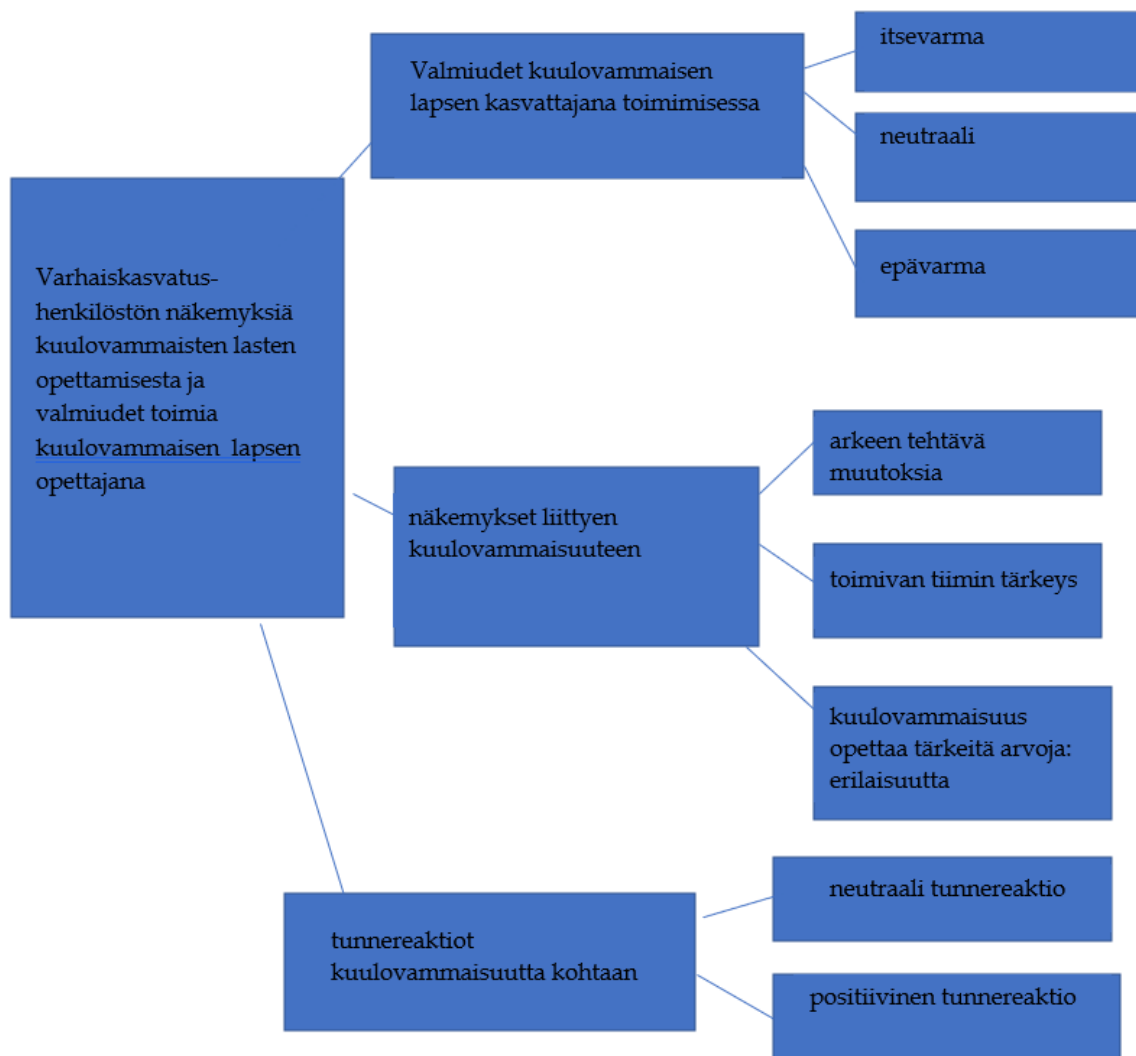 Varhaiskasvatus-
henkilöstön näkemyksiä
kuulovammaisten lasten
opettamisesta ja
valmiudet toimia
kuulovammaisen lapsen
opettajana
Valmiudet kuulovammaisen
lapsen kasvattajana toimimisessa
itsevarma
neutraali
epävarma
näkemykset liittyen
kuulovammaisuuteen
arkeen tehtävä
muutoksia
toimivan tiimin tärkeys
kuulovammaisuus
opettaa tärkeitä arvoja:
erilaisuutta
tunnereaktiot
kuulovammaisuutta kohtaan
neutraali tunnereaktio
positiivinen tunnereaktio